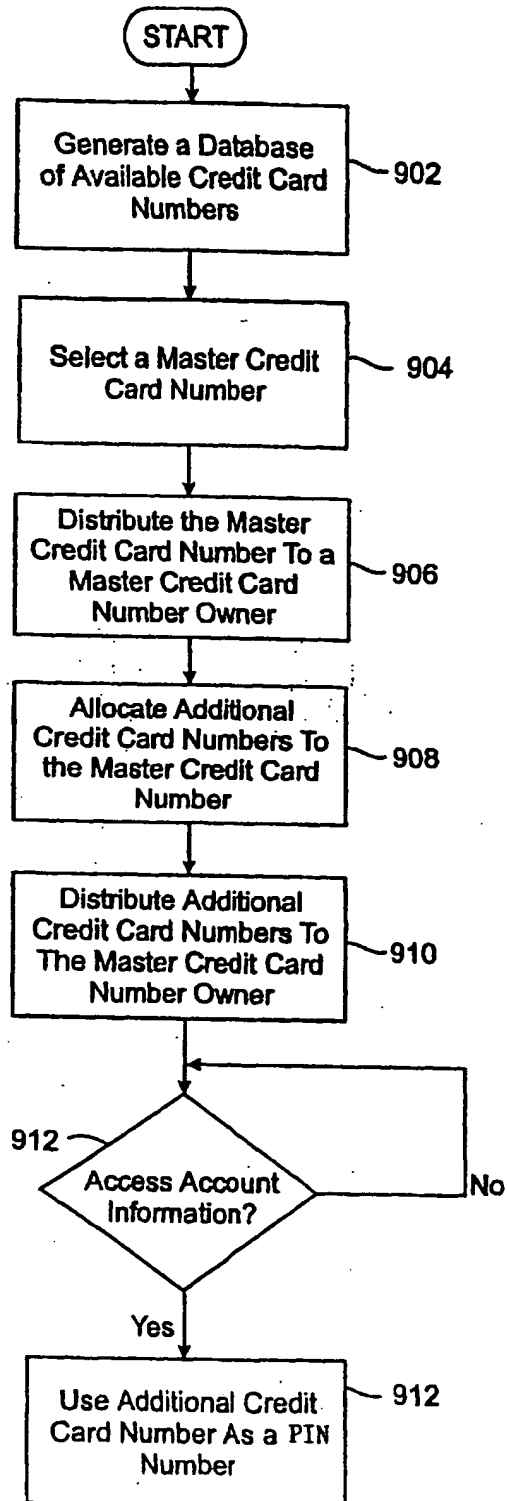 START
Generate a Database
of Available Credit Card
Numbers
902
Select a Master Credit
Card Number
904
Distribute the Master
Credit Card Number To a
Master Credit Card
Number Owner
906
Allocate Additional
Credit Card Numbers To
the Master Credit Card
Number
908
Distribute Additional
Credit Card Numbers To
The Master Credit Card
Number Owner
910
912
Access Account
Information?
No
Yes
Use Additional Credit
Card Number As a PIN
Number
912